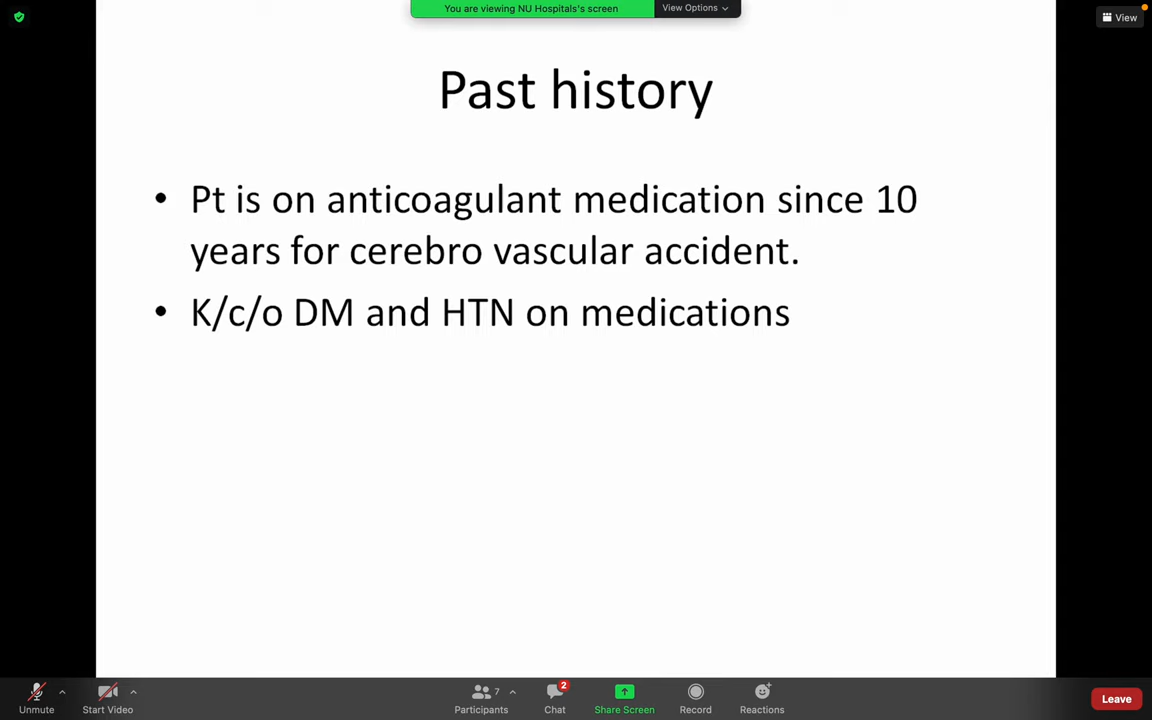 You are viewing NU Hospitals's screen
View Options
View
Past history
• Pt is on anticoagulant medication since 10
years for cerebro vascular accident.
• K/c/o DM and HTN on medications
Unmute
Start Video
7
Participants
2
Chat
Share Screen
Record
Reactions
Leave